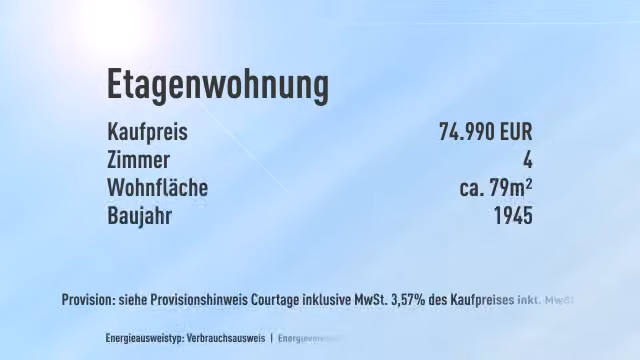 Etagenwohnung
Kaufpreis 74.990 EUR
Zimmer 4
Wohnfläche ca. 79m²
Baujahr 1945
Provision: siehe Provisionshinweis Courtage inklusive MwSt. 3,57% des Kaufpreises inkl. MwSt
Energieausweistyp: Verbrauchsausweis |